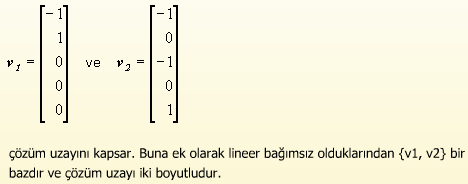 v1 = [-1 1 0 0 0] ve v2 = [-1 0 -1 0 1]
çözüm uzayını kapsar. Buna ek olarak lineer bağımsız olduklarından {v1, v2} bir
bazdır ve çözüm uzayı iki boyutludur.